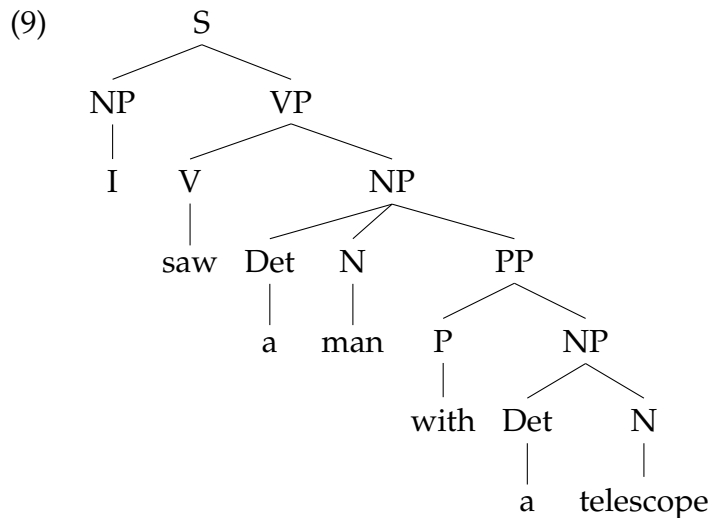 (9) S
NP VP
I V NP
saw Det N PP
a man P NP
with Det N
a telescope